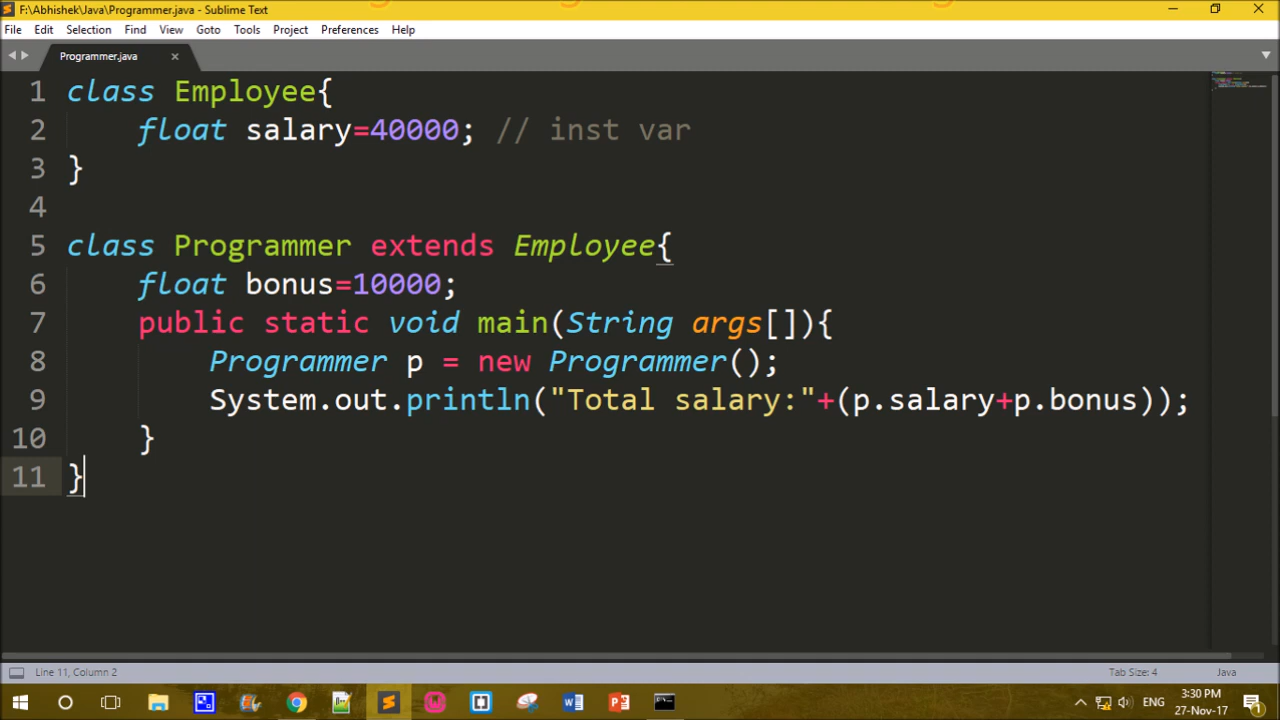 F:\Abhishek\Java\Programmer.java - Sublime Text
File Edit Selection Find View Goto Tools Project Preferences Help
Programmer.java
1 class Employee{
2 float salary=40000; // inst var
3 }
4
5 class Programmer extends Employee{
6 float bonus=10000;
7 public static void main(String args[]){
8 Programmer p = new Programmer();
9 System.out.println("Total salary:"+(p.salary+p.bonus));
10 }
11 }
Line 11, Column 2 Tab Size: 4 Java
ENG 3:30 PM
27-Nov-17